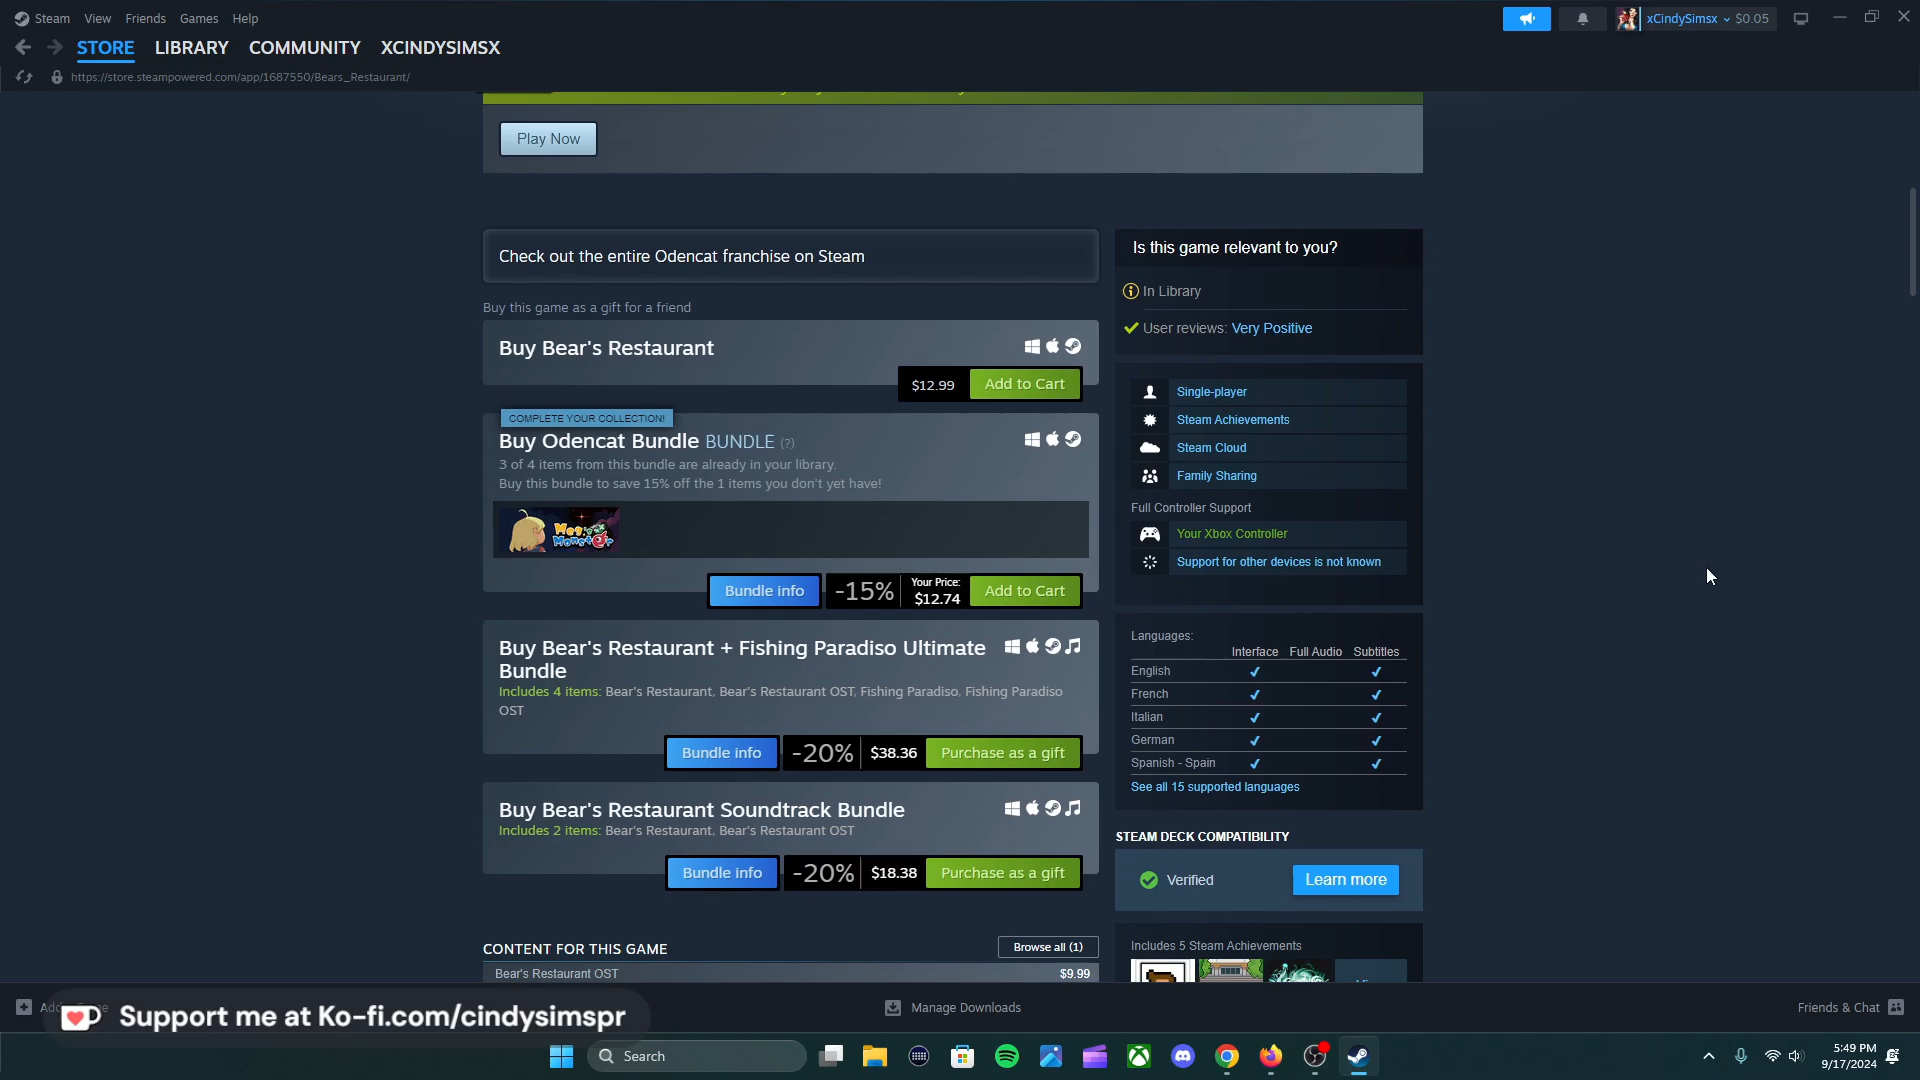 Steam View Friends Games Help
xCindySimsx $0.05
STORE LIBRARY COMMUNITY XCINDYSIMSX
https://store.steampowered.com/app/1687550/Bears_Restaurant/
Play Now
Check out the entire Odencat franchise on Steam
Buy this game as a gift for a friend
Buy Bear's Restaurant
$12.99 Add to Cart
COMPLETE YOUR COLLECTION!
Buy Odencat Bundle BUNDLE (?)
3 of 4 items from this bundle are already in your library.
Buy this bundle to save 15% off the 1 items you don't yet have!
Meg's
Monster
Bundle info -15% Your Price:
$12.74 Add to Cart
Buy Bear's Restaurant + Fishing Paradiso Ultimate
Bundle
Includes 4 items: Bear's Restaurant, Bear's Restaurant OST, Fishing Paradiso, Fishing Paradiso
OST
Bundle info -20% $38.36 Purchase as a gift
Buy Bear's Restaurant Soundtrack Bundle
Includes 2 items: Bear's Restaurant, Bear's Restaurant OST
Bundle info -20% $18.38 Purchase as a gift
CONTENT FOR THIS GAME Browse all (1)
Bear's Restaurant OST $9.99
Is this game relevant to you?
In Library
User reviews: Very Positive
Single-player
Steam Achievements
Steam Cloud
Family Sharing
Full Controller Support
Your Xbox Controller
Support for other devices is not known
Languages:
Interface Full Audio Subtitles
English ✔ ✔
French ✔ ✔
Italian ✔ ✔
German ✔ ✔
Spanish - Spain ✔ ✔
See all 15 supported languages
STEAM DECK COMPATIBILITY
Verified Learn more
Includes 5 Steam Achievements
Manage Downloads
Friends & Chat
Support me at Ko-fi.com/cindysimspr
Search
5:49 PM
9/17/2024